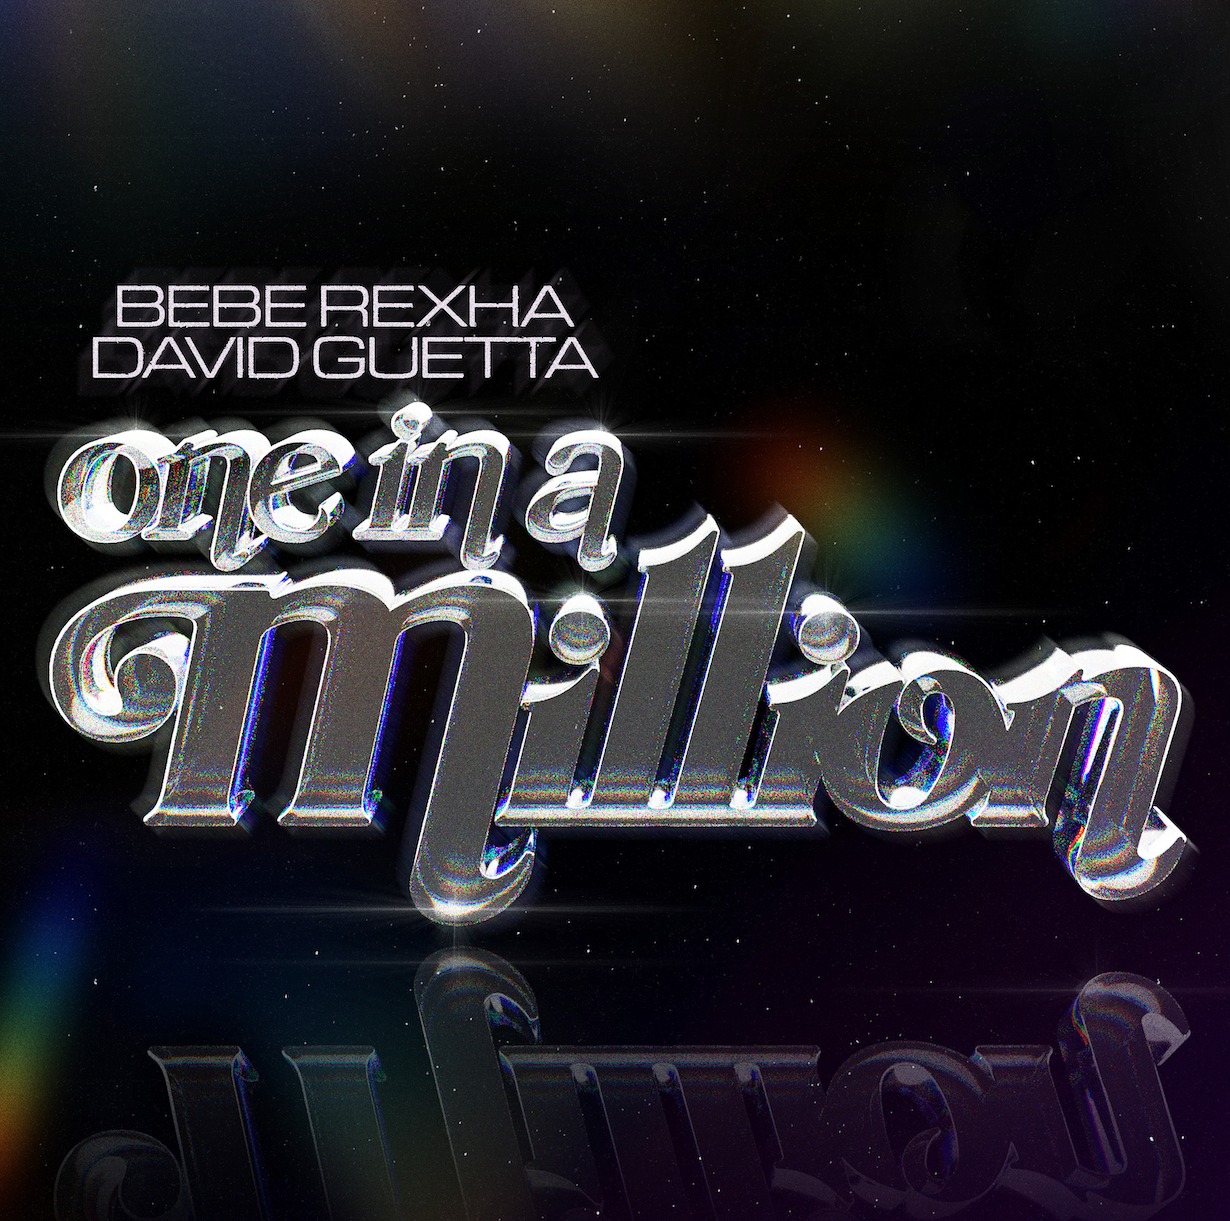 BEBE REXHA
DAVID GUETTA
one in a
million